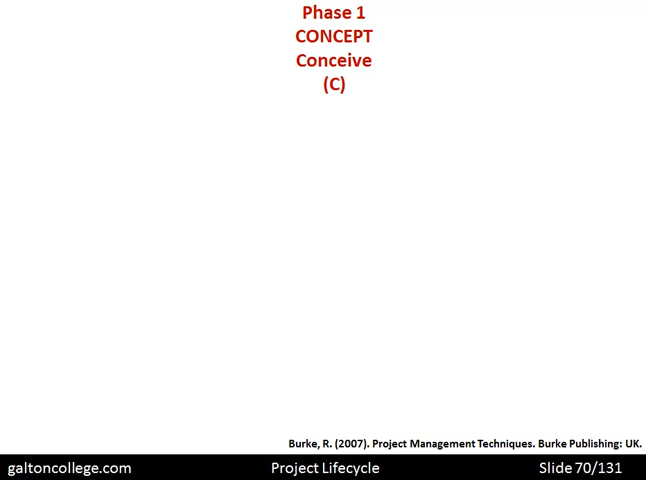 Phase 1
CONCEPT
Conceive
(C)
Burke, R. (2007). Project Management Techniques. Burke Publishing: UK.
galtoncollege.com Project Lifecycle Slide 70/131